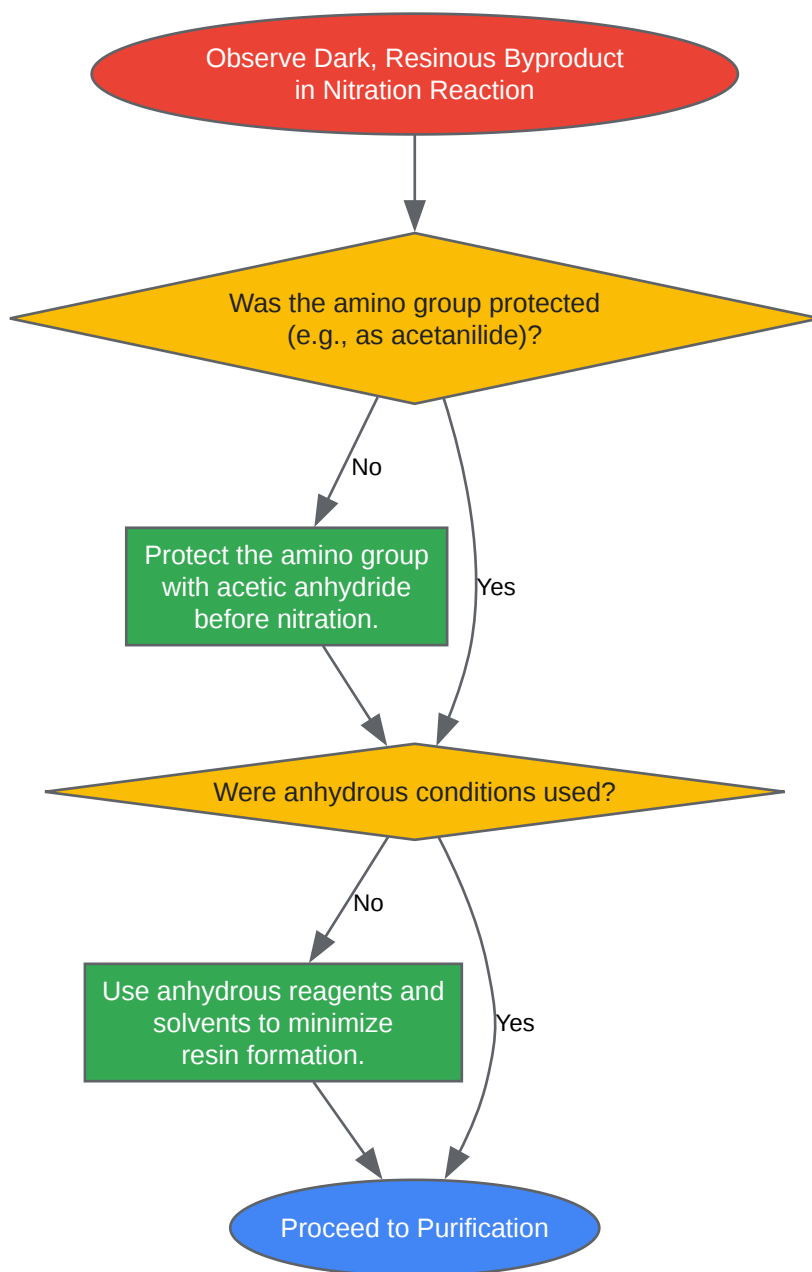 Observe Dark, Resinous Byproduct
in Nitration Reaction
Was the amino group protected
(e.g., as acetanilide)?
No
Protect the amino group
with acetic anhydride
before nitration.
Yes
Were anhydrous conditions used?
No
Use anhydrous reagents and
solvents to minimize
resin formation.
Yes
Proceed to Purification